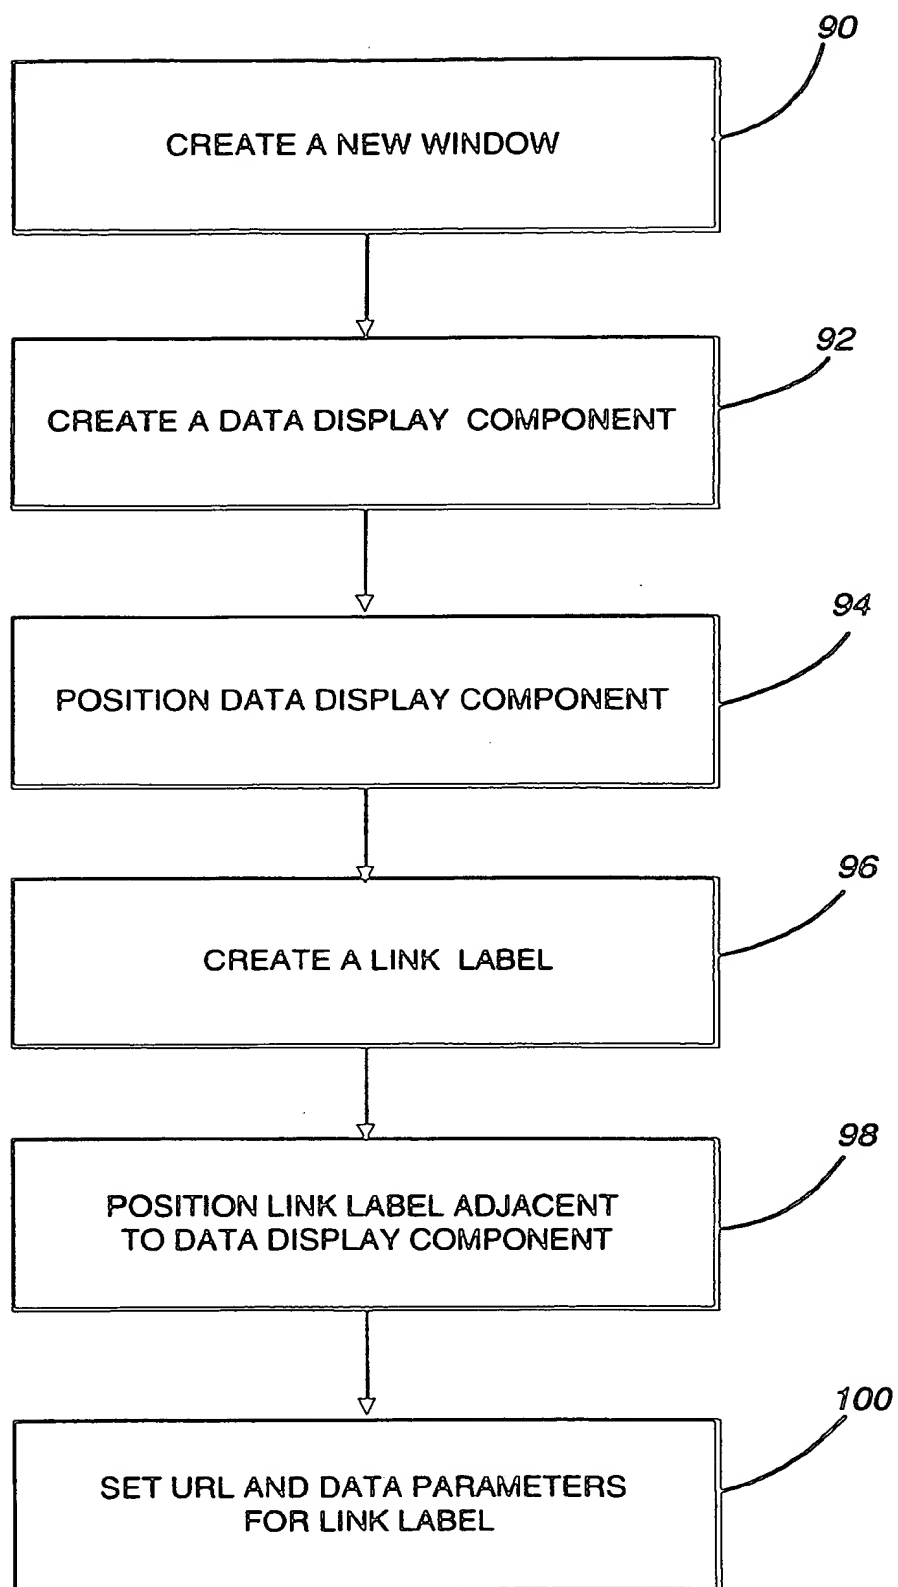 90
CREATE A NEW WINDOW
92
CREATE A DATA DISPLAY COMPONENT
94
POSITION DATA DISPLAY COMPONENT
96
CREATE A LINK LABEL
98
POSITION LINK LABEL ADJACENT
TO DATA DISPLAY COMPONENT
100
SET URL AND DATA PARAMETERS
FOR LINK LABEL